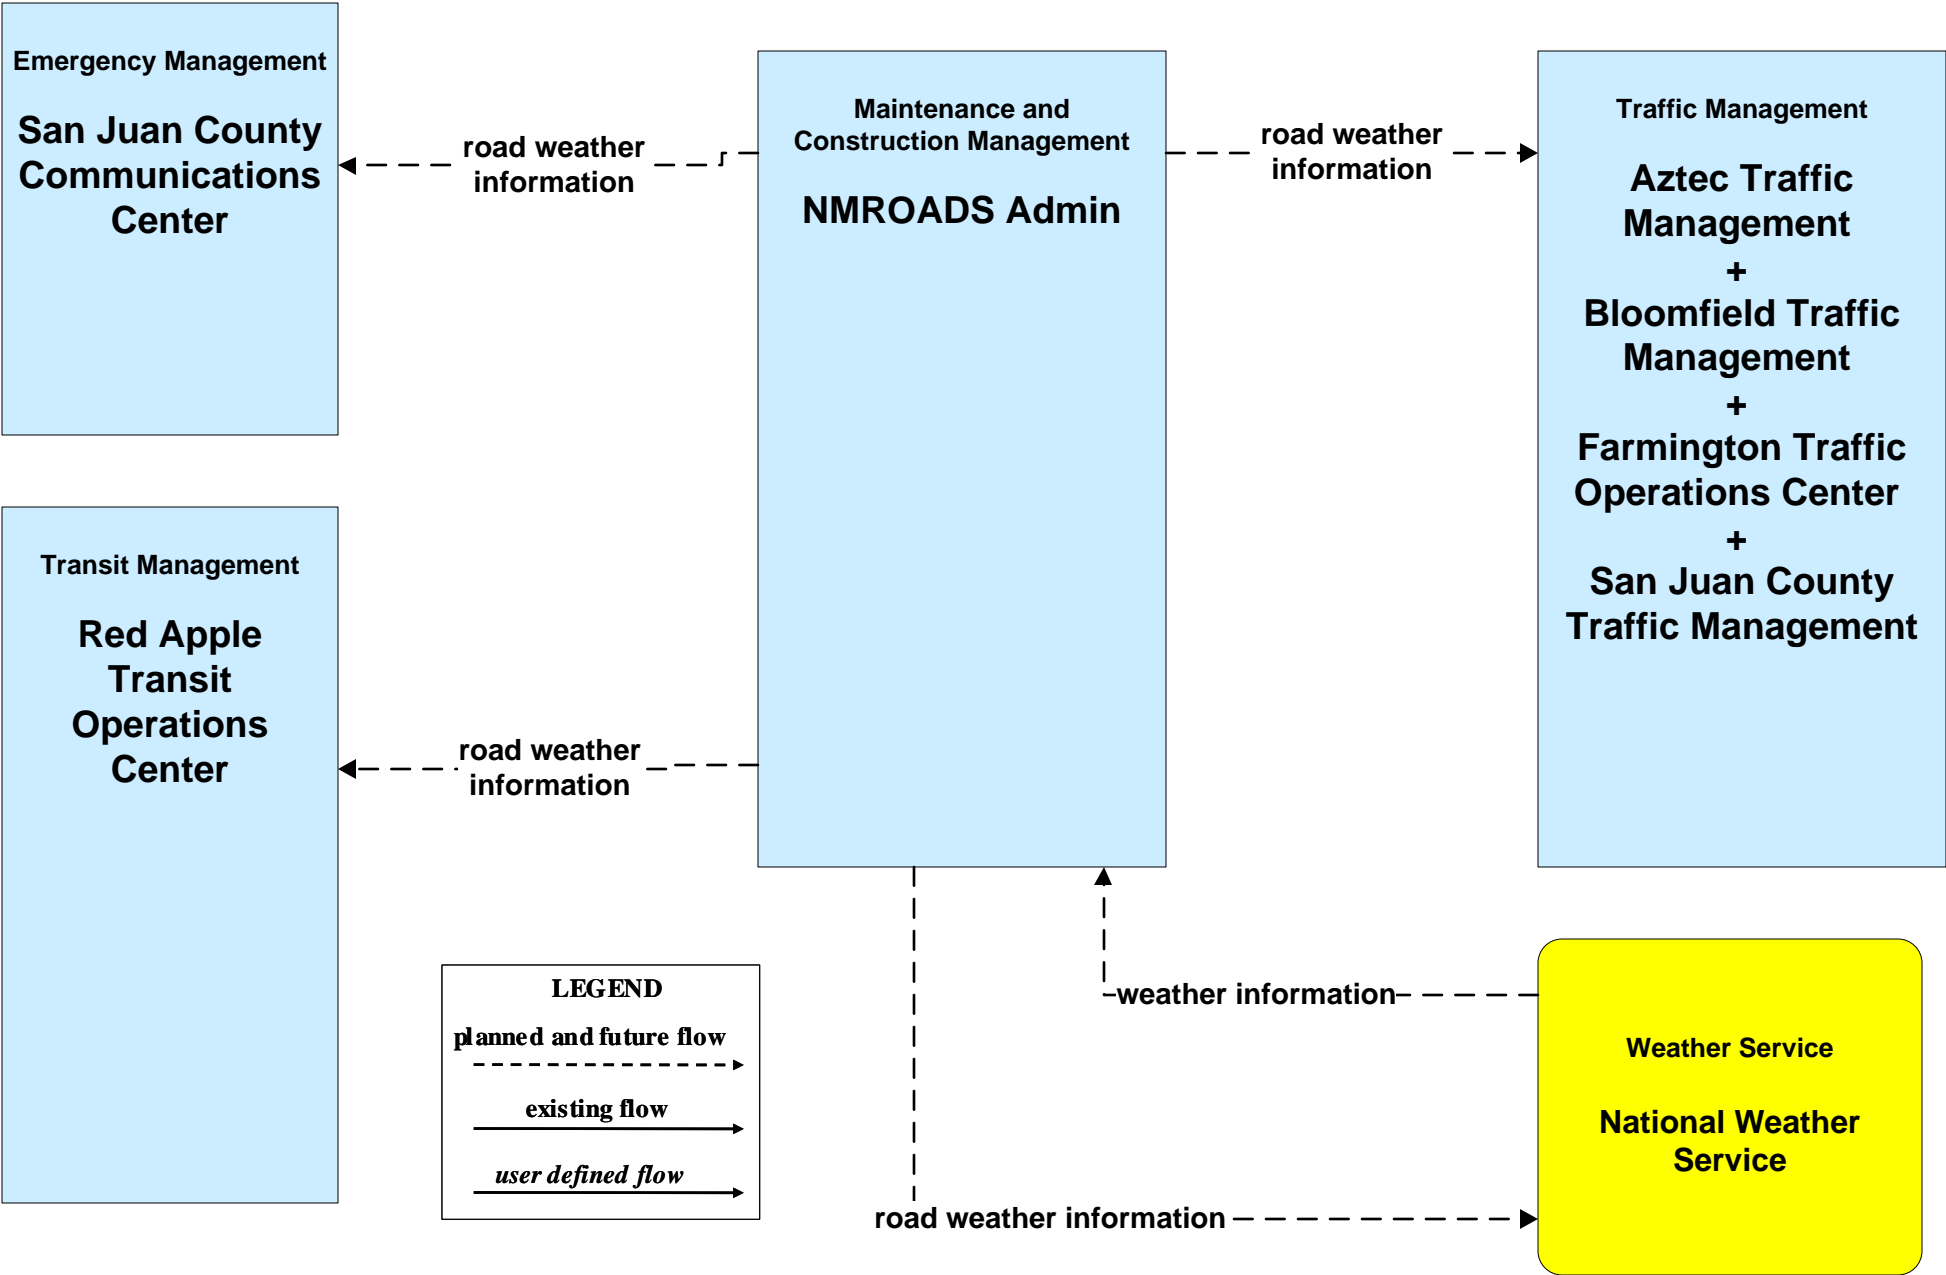 Emergency Management
San Juan County
Communications
Center
road weather
information
Maintenance and
Construction Management
NMROADS Admin
road weather
information
Traffic Management
Aztec Traffic
Management
+
Bloomfield Traffic
Management
+
Farmington Traffic
Operations Center
+
San Juan County
Traffic Management
Transit Management
Red Apple
Transit
Operations
Center
road weather
information
LEGEND
planned and future flow
existing flow
user defined flow
weather information
road weather information
Weather Service
National Weather
Service